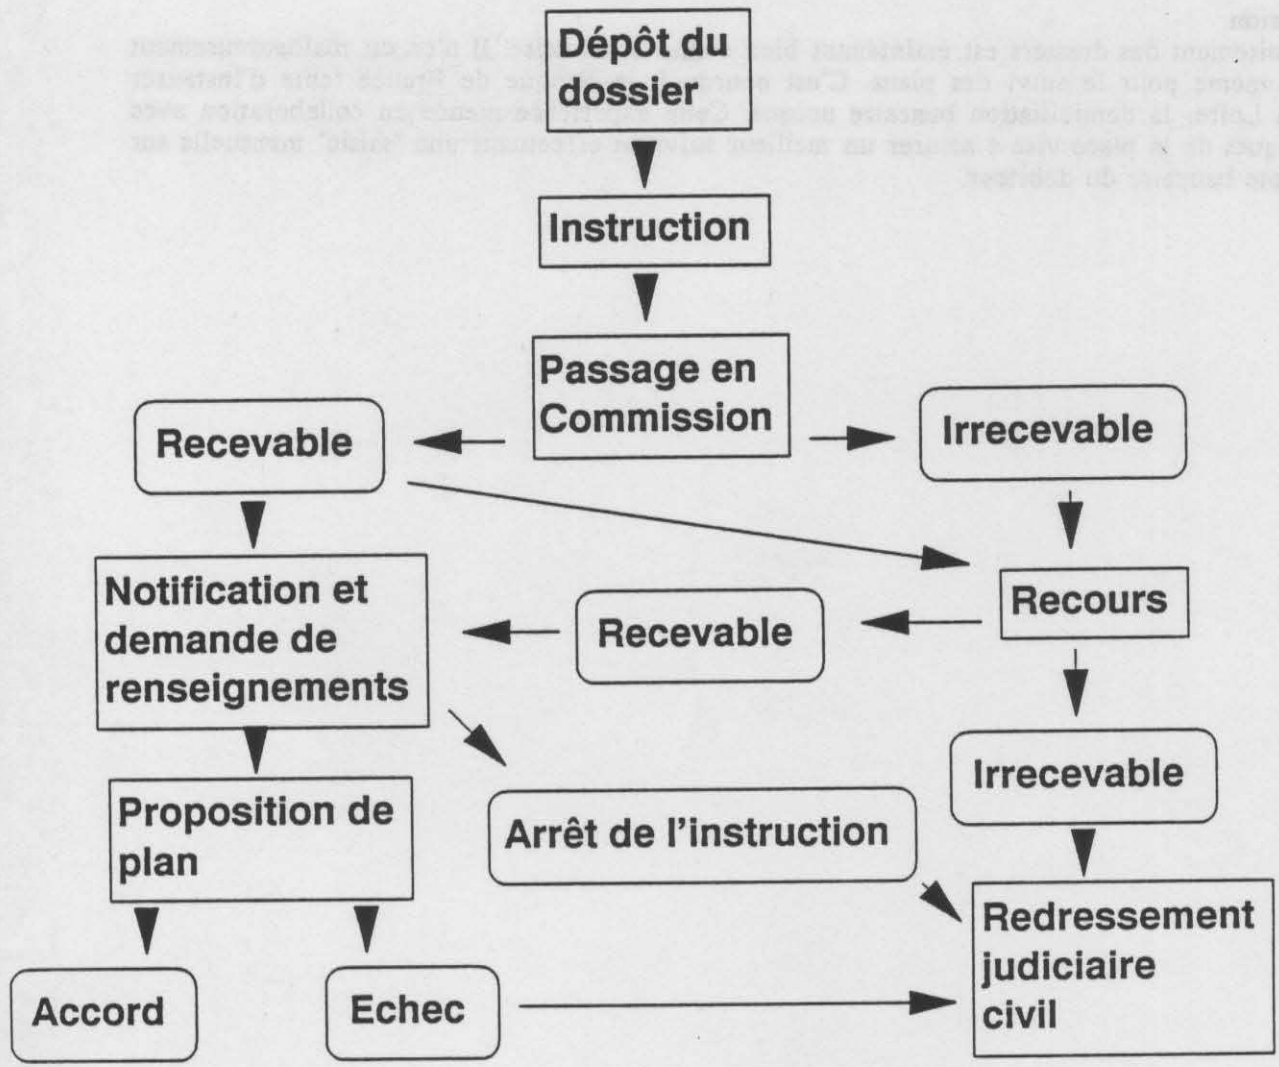 Dépôt du
dossier
Instruction
Passage en
Commission
Recevable
Irrecevable
Notification et
demande de
renseignements
Recevable
Recours
Irrecevable
Proposition de
plan
Arrêt de l'instruction
Redressement
judiciaire
civil
Accord
Echec